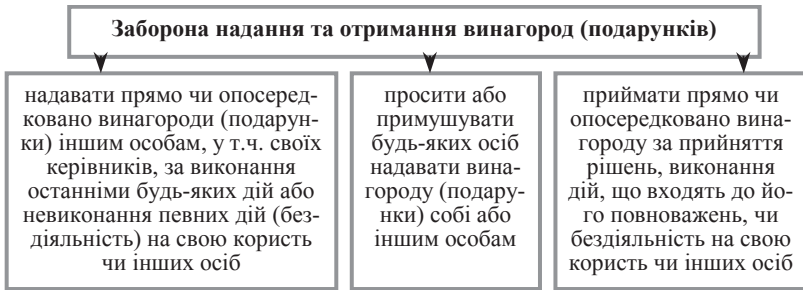 Заборона надання та отримання винагород (подарунків)
надавати прямо чи опосеред-
ковано винагороди (подарун-
ки) іншим особам, у т.ч. своїх
керівників, за виконання
останніми будь-яких дій або
невиконання певних дій (без-
діяльність) на свою користь
чи інших осіб
просити або
примушувати
будь-яких осіб
надавати вина-
городу (подару-
нки) собі або
іншим особам
приймати прямо чи
опосередковано вина-
городу за прийняття
рішень, виконання
дій, що входять до йо-
го повноважень, чи
бездіяльність на свою
користь чи інших осіб